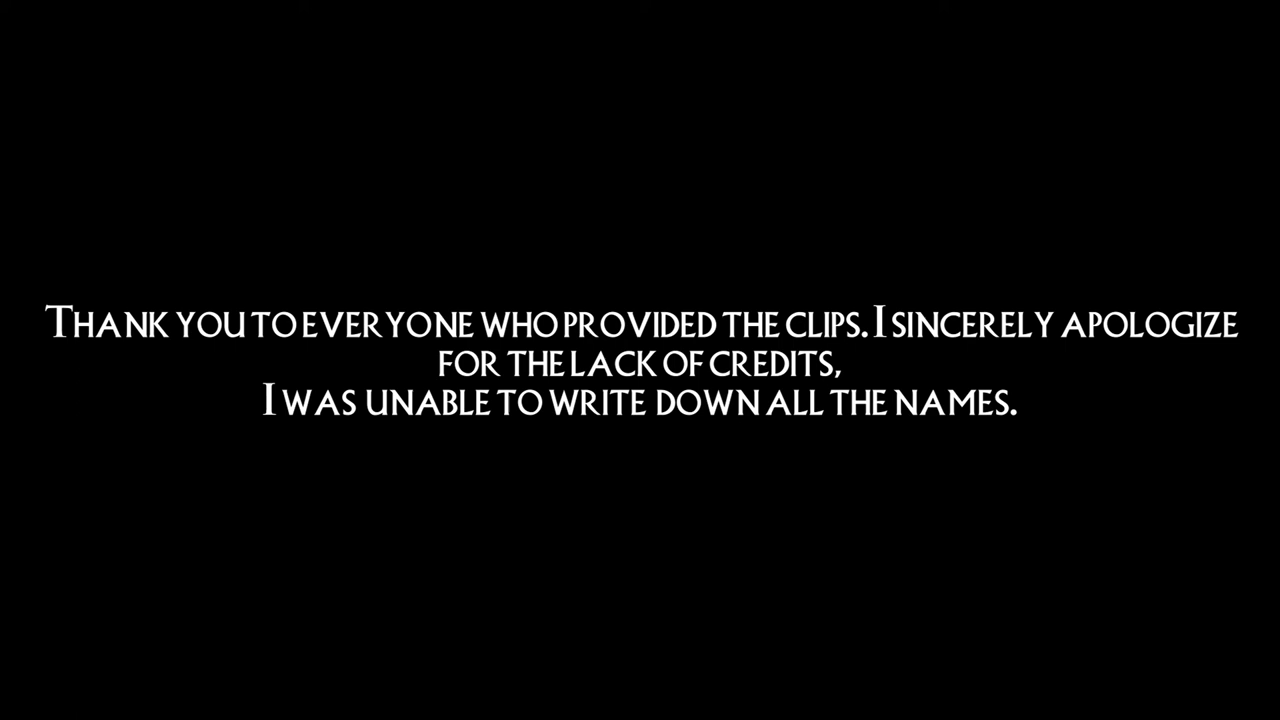 Thank you to everyone who provided the clips. I sincerely apologize
for the lack of credits,
I was unable to write down all the names.